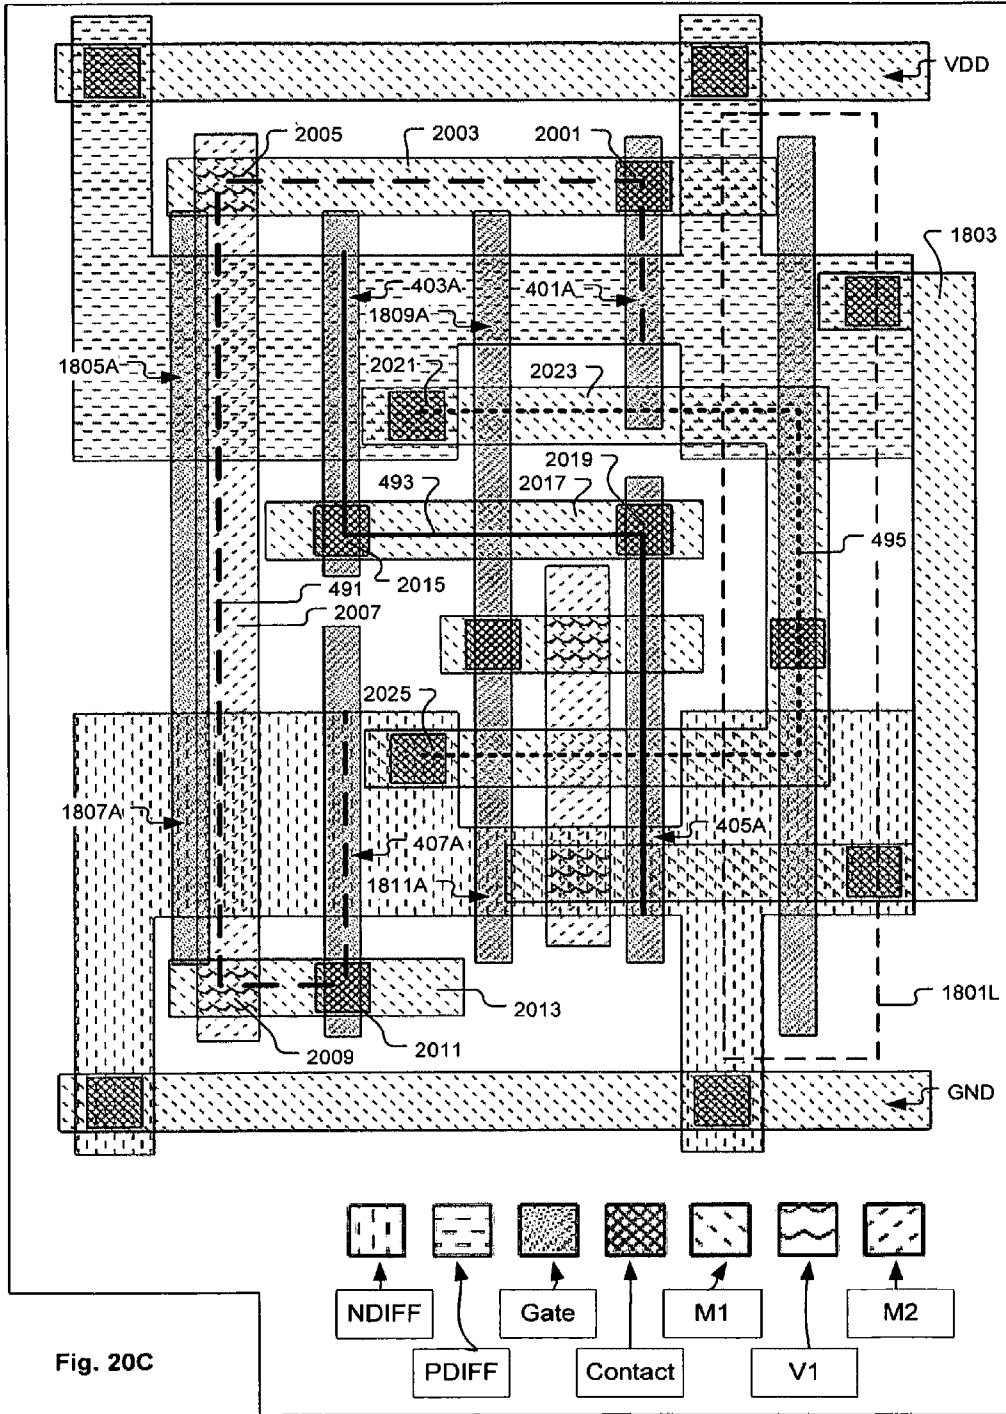 VDD
2005
2003
2001
1803
403A
401A
1809A
1805A
2021
2023
2019
493
2017
495
2015
491
2007
2025
1807A
407A
405A
1811A
2013
1801L
2009
2011
GND
NDIFF
Gate
M1
M2
PDIFF
Contact
V1
Fig. 20C